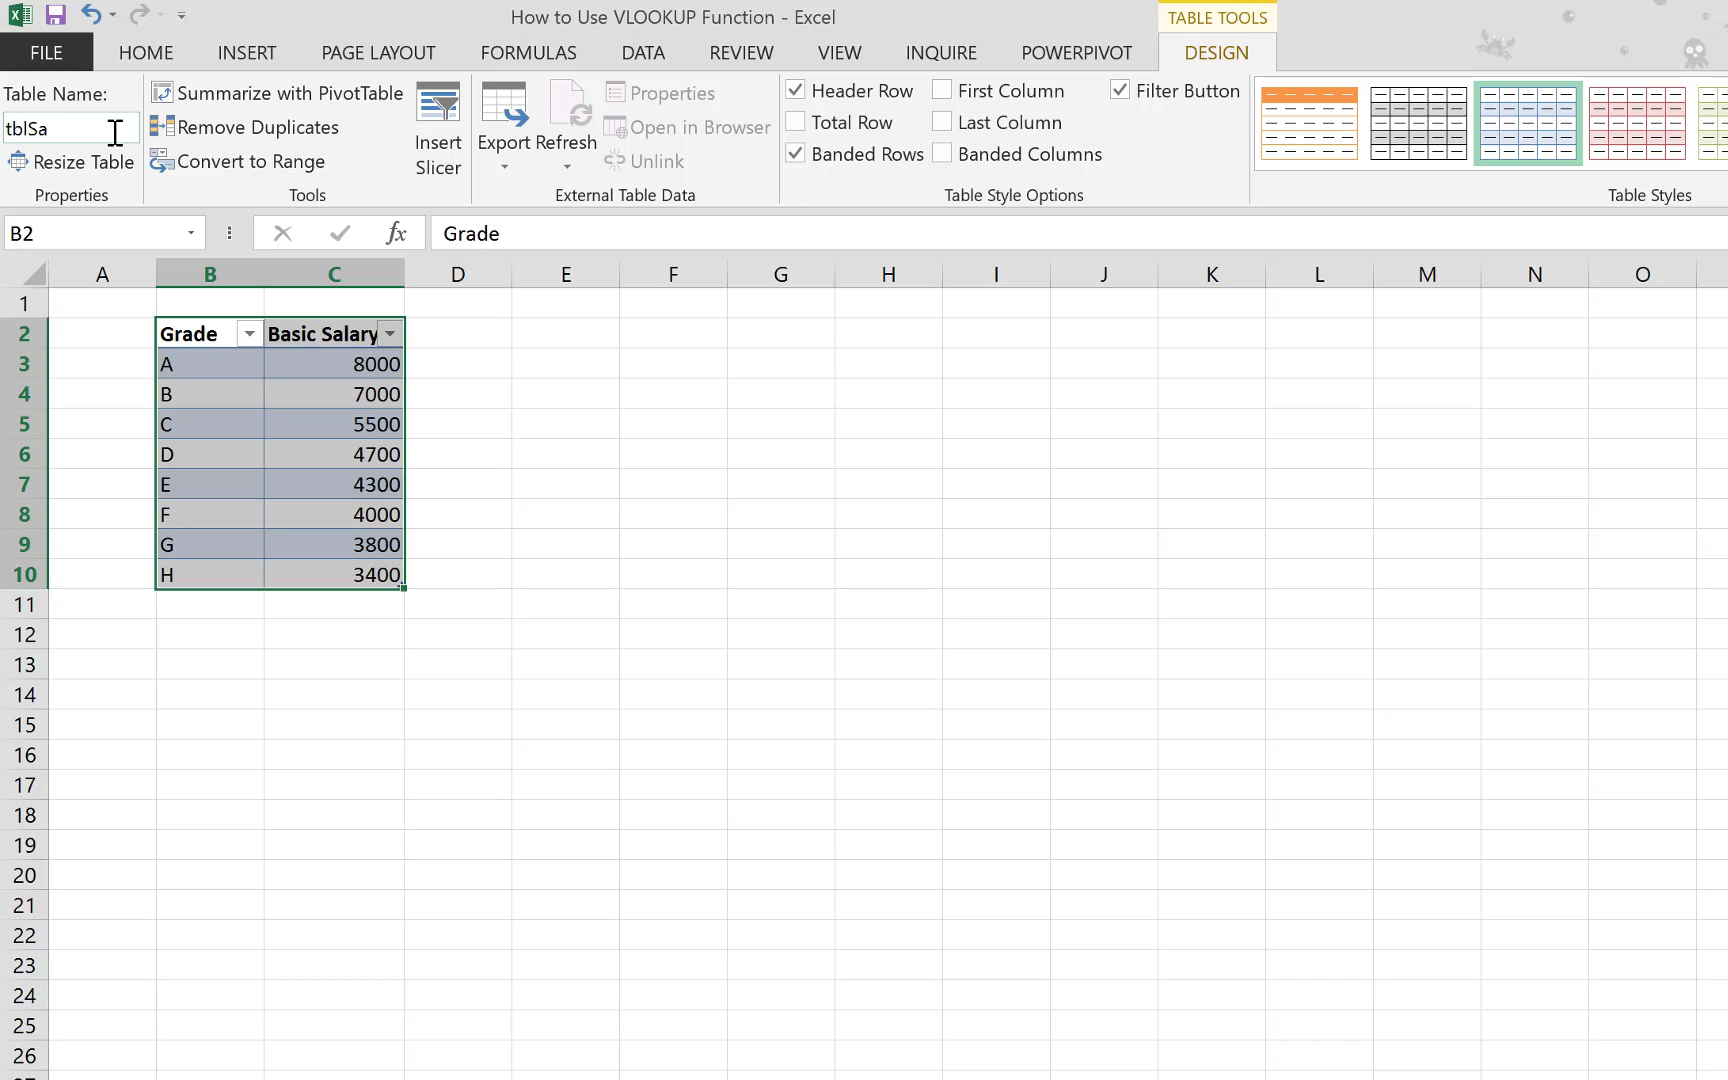 How to Use VLOOKUP Function - Excel
TABLE TOOLS
FILE HOME INSERT PAGE LAYOUT FORMULAS DATA REVIEW VIEW INQUIRE POWERPIVOT DESIGN
Table Name:
tblSa
Resize Table
Properties
Summarize with PivotTable
Remove Duplicates
Convert to Range
Tools
Insert
Slicer
Export
Refresh
Properties
Open in Browser
Unlink
External Table Data
Header Row
Total Row
Banded Rows
First Column
Last Column
Banded Columns
Filter Button
Table Style Options
Table Styles
B2
fx
Grade
A B C D E F G H I J K L M N O
1
2 Grade Basic Salary
3 A 8000
4 B 7000
5 C 5500
6 D 4700
7 E 4300
8 F 4000
9 G 3800
10 H 3400
11
12
13
14
15
16
17
18
19
20
21
22
23
24
25
26